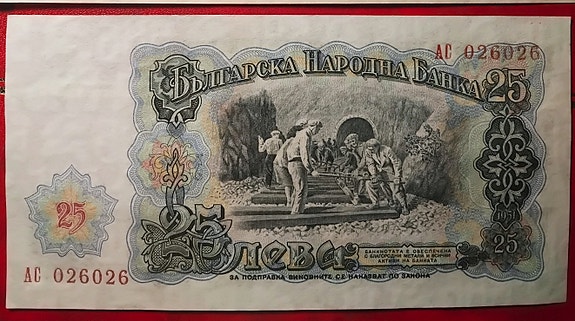 АС 026026
БЪЛГАРСКА НАРОДНА БАНКА 25
25
1951
25 ЛЕВА 25
БАНКНОТАТА Е ОБЕЗПЕЧЕНА
С БЛАГОРОДНИ МЕТАЛИ И ВСИЧКИ
АКТИВИ НА БАНКАТА
АС 026026
ЗА ПОДПРАВКА ВИНОВНИТЕ СЕ НАКАЗВАТ ПО ЗАКОНА